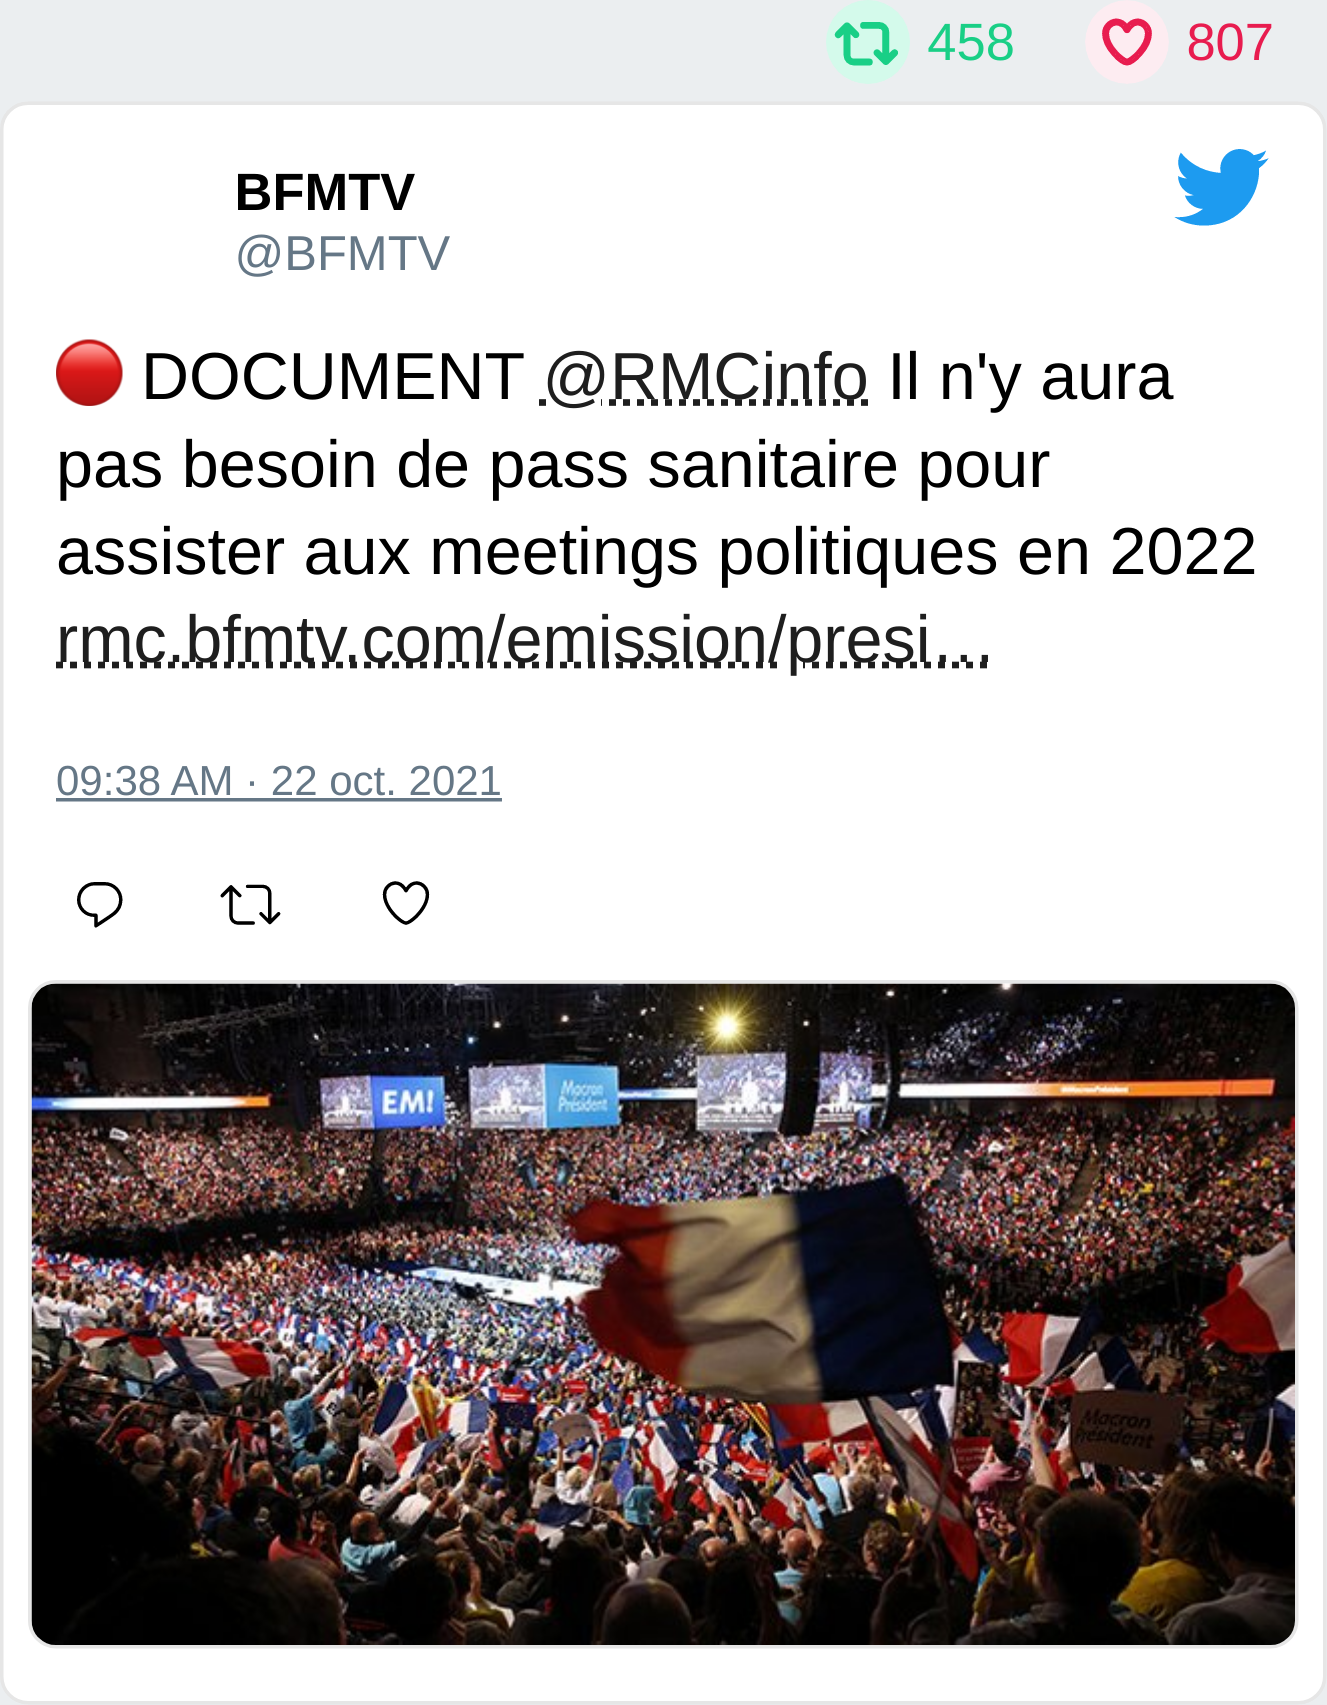 458 807
BFMTV
@BFMTV
🔴 DOCUMENT @RMCinfo Il n'y aura
pas besoin de pass sanitaire pour
assister aux meetings politiques en 2022
rmc.bfmtv.com/emission/presi…
09:38 AM · 22 oct. 2021
EM!
Macron
Président
#MacronPrésident
Macron
Président